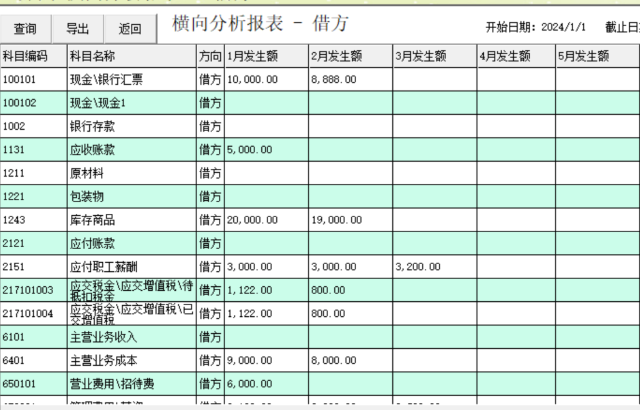 查询 导出 返回 横向分析报表 - 借方 开始日期: 2024/1/1 截止日
科目编码 科目名称 方向 1月发生额 2月发生额 3月发生额 4月发生额 5月发生额
100101 现金\银行汇票 借方 10,000.00 8,888.00
100102 现金\现金1 借方
1002 银行存款 借方
1131 应收账款 借方 5,000.00
1211 原材料 借方
1221 包装物 借方
1243 库存商品 借方 20,000.00 19,000.00
2121 应付账款 借方
2151 应付职工薪酬 借方 3,000.00 3,000.00 3,200.00
217101003 应交税金\应交增值税\待抵扣税金 借方 1,122.00 800.00
217101004 应交税金\应交增值税\已交增值税 借方 1,122.00 800.00
6101 主营业务收入 借方
6401 主营业务成本 借方 9,000.00 8,000.00
650101 营业费用\招待费 借方 6,000.00